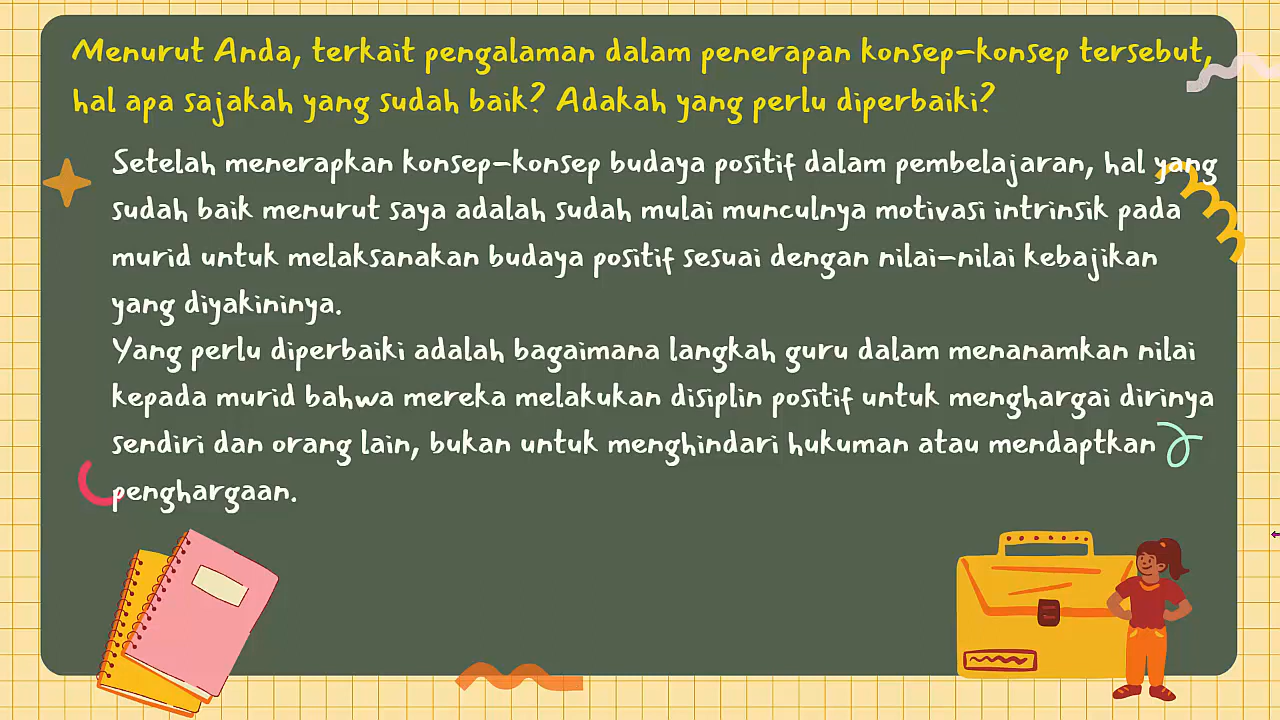 Menurut Anda, terkait pengalaman dalam penerapan konsep-konsep tersebut,
hal apa sajakah yang sudah baik? Adakah yang perlu diperbaiki?
Setelah menerapkan konsep-konsep budaya positif dalam pembelajaran, hal yang
sudah baik menurut saya adalah sudah mulai munculnya motivasi intrinsik pada
murid untuk melaksanakan budaya positif sesuai dengan nilai-nilai kebajikan
yang diyakininya.
Yang perlu diperbaiki adalah bagaimana langkah guru dalam menanamkan nilai
kepada murid bahwa mereka melakukan disiplin positif untuk menghargai dirinya
sendiri dan orang lain, bukan untuk menghindari hukuman atau mendaptkan
penghargaan.